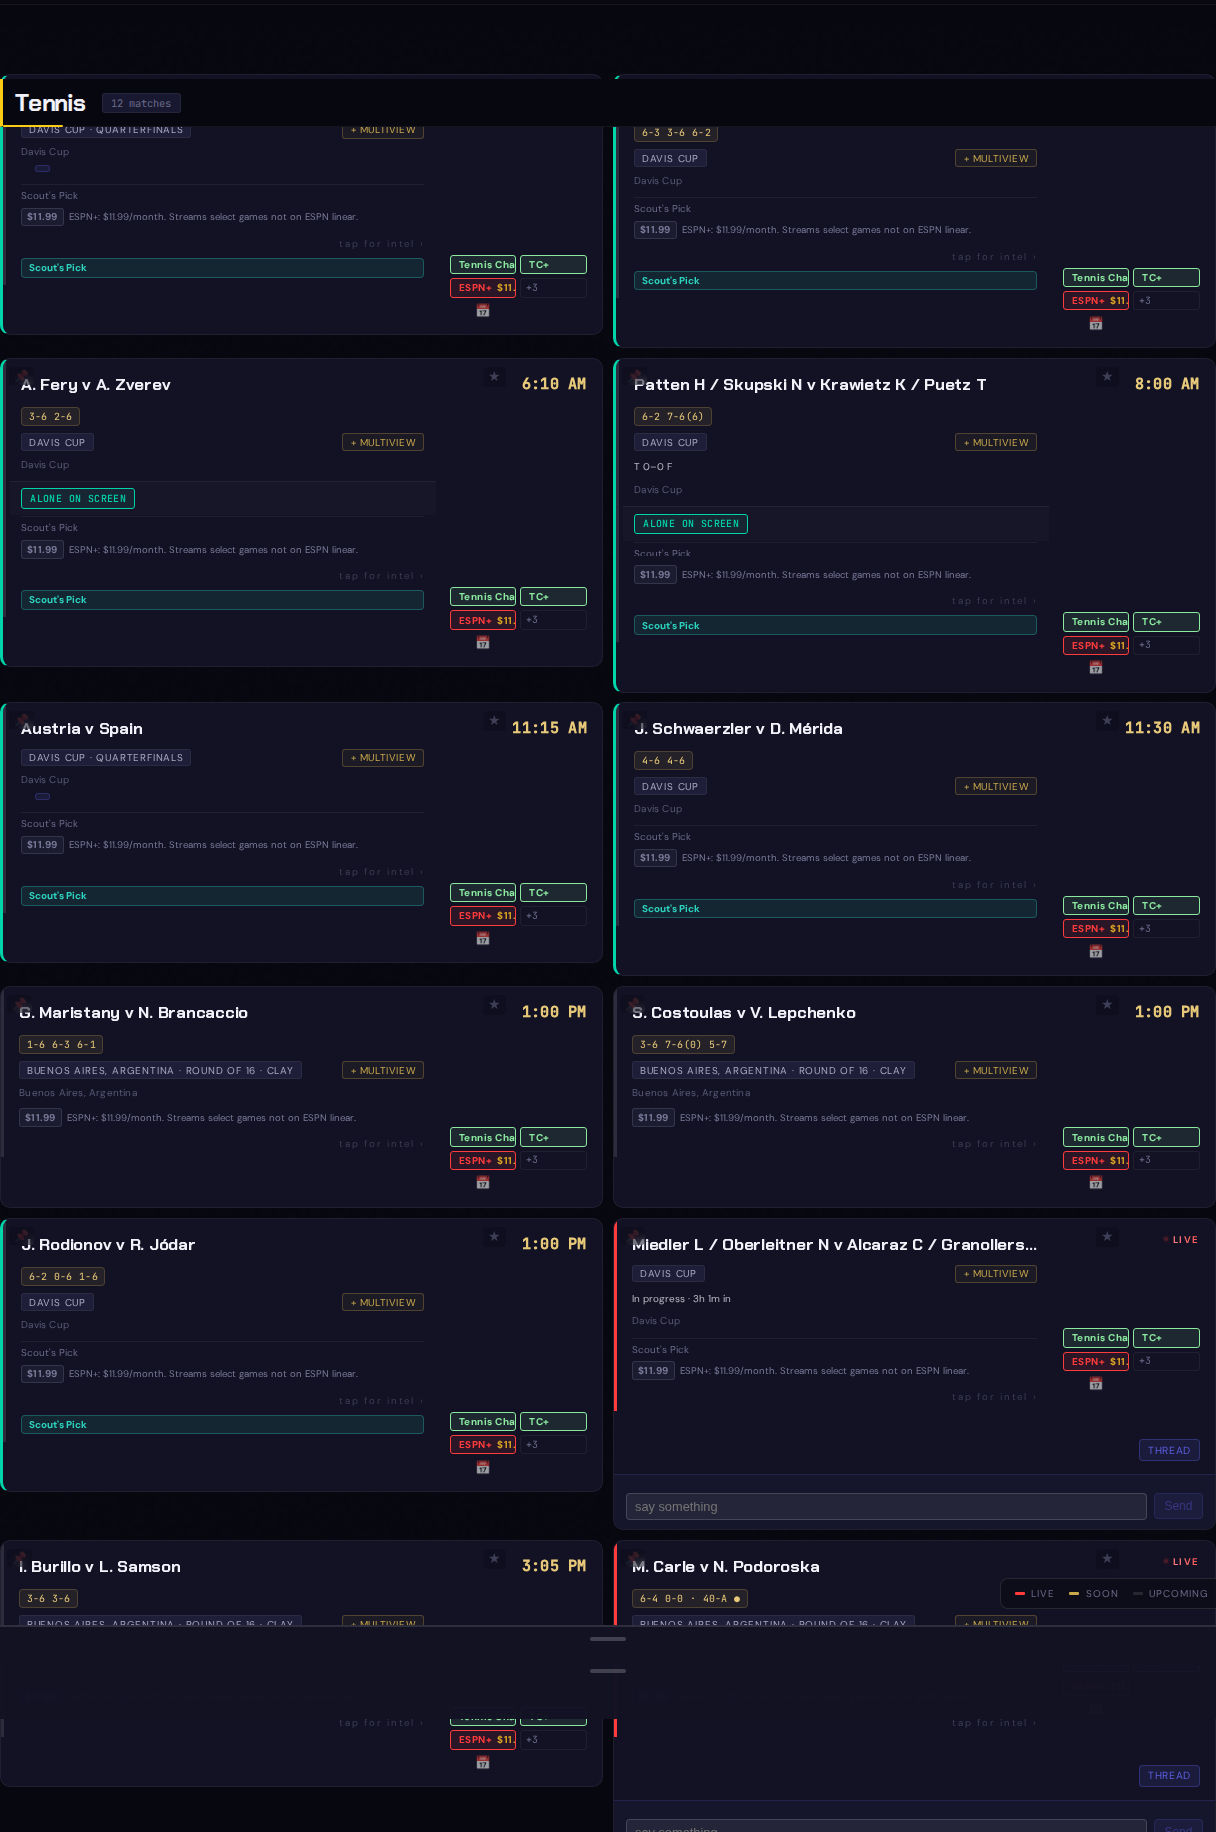 Tennis
12 matches
DAVIS CUP · QUARTERFINALS
+ MULTIVIEW
Davis Cup
Scout's Pick
$11.99 ESPN+: $11.99/month. Streams select games not on ESPN linear.
tap for intel ›
Scout's Pick
Tennis Cha TC+
ESPN+ $11. +3
6-3 3-6 6-2
DAVIS CUP
+ MULTIVIEW
Davis Cup
Scout's Pick
$11.99 ESPN+: $11.99/month. Streams select games not on ESPN linear.
tap for intel ›
Scout's Pick
Tennis Cha TC+
ESPN+ $11. +3
A. Fery v A. Zverev
★ 6:10 AM
3-6 2-6
DAVIS CUP
+ MULTIVIEW
Davis Cup
ALONE ON SCREEN
Scout's Pick
$11.99 ESPN+: $11.99/month. Streams select games not on ESPN linear.
tap for intel ›
Scout's Pick
Tennis Cha TC+
ESPN+ $11. +3
Patten H / Skupski N v Krawietz K / Puetz T
★ 8:00 AM
6-2 7-6(6)
DAVIS CUP
+ MULTIVIEW
T 0–0 F
Davis Cup
ALONE ON SCREEN
Scout's Pick
$11.99 ESPN+: $11.99/month. Streams select games not on ESPN linear.
tap for intel ›
Scout's Pick
Tennis Cha TC+
ESPN+ $11. +3
Austria v Spain
★ 11:15 AM
DAVIS CUP · QUARTERFINALS
+ MULTIVIEW
Davis Cup
Scout's Pick
$11.99 ESPN+: $11.99/month. Streams select games not on ESPN linear.
tap for intel ›
Scout's Pick
Tennis Cha TC+
ESPN+ $11. +3
J. Schwaerzler v D. Mérida
★ 11:30 AM
4-6 4-6
DAVIS CUP
+ MULTIVIEW
Davis Cup
Scout's Pick
$11.99 ESPN+: $11.99/month. Streams select games not on ESPN linear.
tap for intel ›
Scout's Pick
Tennis Cha TC+
ESPN+ $11. +3
G. Maristany v N. Brancaccio
★ 1:00 PM
1-6 6-3 6-1
BUENOS AIRES, ARGENTINA · ROUND OF 16 · CLAY
+ MULTIVIEW
Buenos Aires, Argentina
$11.99 ESPN+: $11.99/month. Streams select games not on ESPN linear.
tap for intel ›
Tennis Cha TC+
ESPN+ $11. +3
S. Costoulas v V. Lepchenko
★ 1:00 PM
3-6 7-6(0) 5-7
BUENOS AIRES, ARGENTINA · ROUND OF 16 · CLAY
+ MULTIVIEW
Buenos Aires, Argentina
$11.99 ESPN+: $11.99/month. Streams select games not on ESPN linear.
tap for intel ›
Tennis Cha TC+
ESPN+ $11. +3
J. Rodionov v R. Jódar
★ 1:00 PM
6-2 0-6 1-6
DAVIS CUP
+ MULTIVIEW
Davis Cup
Scout's Pick
$11.99 ESPN+: $11.99/month. Streams select games not on ESPN linear.
tap for intel ›
Scout's Pick
Tennis Cha TC+
ESPN+ $11. +3
Miedler L / Oberleitner N v Alcaraz C / Granollers...
★ LIVE
DAVIS CUP
+ MULTIVIEW
In progress · 3h 1m in
Davis Cup
Scout's Pick
$11.99 ESPN+: $11.99/month. Streams select games not on ESPN linear.
tap for intel ›
Tennis Cha TC+
ESPN+ $11. +3
THREAD
say something
Send
I. Burillo v L. Samson
★ 3:05 PM
3-6 3-6
BUENOS AIRES, ARGENTINA · ROUND OF 16 · CLAY
+ MULTIVIEW
tap for intel ›
ESPN+ $11. +3
M. Carle v N. Podoroska
★ LIVE
6-4 0-0 · 40-A ●
BUENOS AIRES, ARGENTINA · ROUND OF 16 · CLAY
+ MULTIVIEW
LIVE SOON UPCOMING
tap for intel ›
THREAD
say something
Send